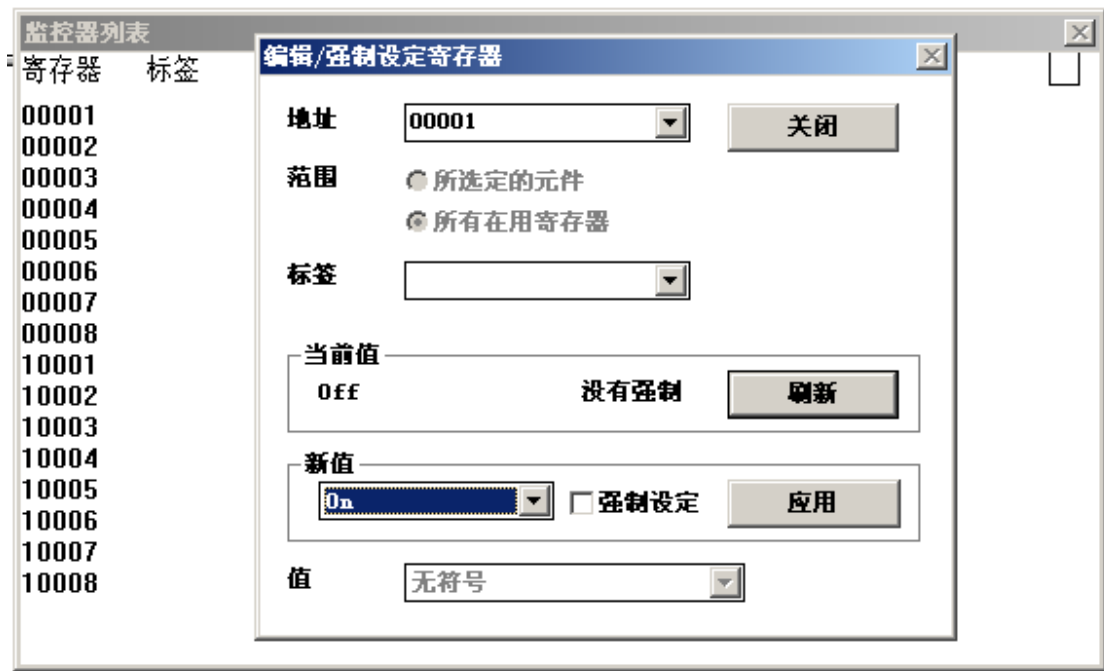 监控器列表
寄存器 标签
00001
00002
00003
00004
00005
00006
00007
00008
10001
10002
10003
10004
10005
10006
10007
10008
编辑/强制设定寄存器
地址 00001 关闭
范围 所选定的元件
所有在用寄存器
标签
当前值
Off 没有强制 刷新
新值
On 强制设定 应用
值 无符号